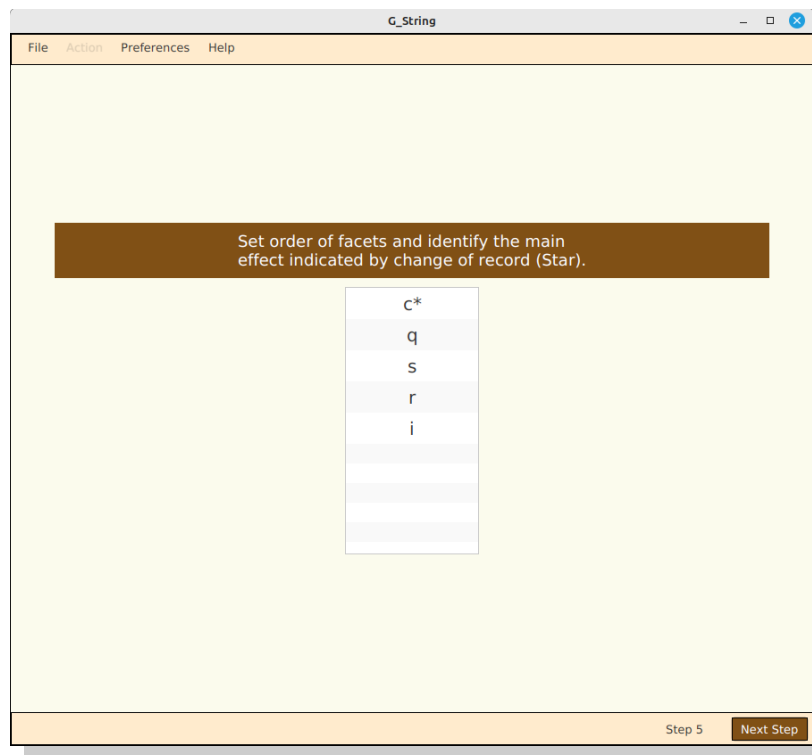 G_String
File Action Preferences Help
Set order of facets and identify the main
effect indicated by change of record (Star).
c*
q
s
r
i
Step 5 Next Step